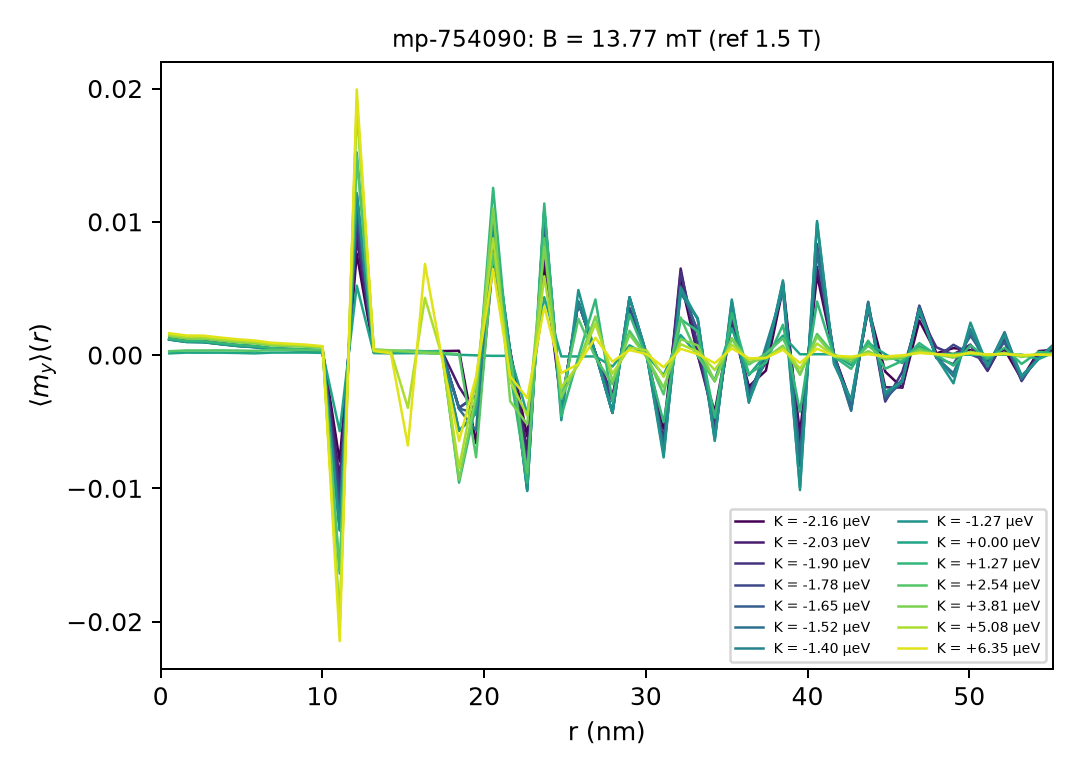 mp-754090: B = 13.77 mT (ref 1.5 T)
⟨m_y⟩(r)
0.02
0.01
0.00
−0.01
−0.02
K = -2.16 μeV
K = -2.03 μeV
K = -1.90 μeV
K = -1.78 μeV
K = -1.65 μeV
K = -1.52 μeV
K = -1.40 μeV
K = -1.27 μeV
K = +0.00 μeV
K = +1.27 μeV
K = +2.54 μeV
K = +3.81 μeV
K = +5.08 μeV
K = +6.35 μeV
0 10 20 30 40 50
r (nm)